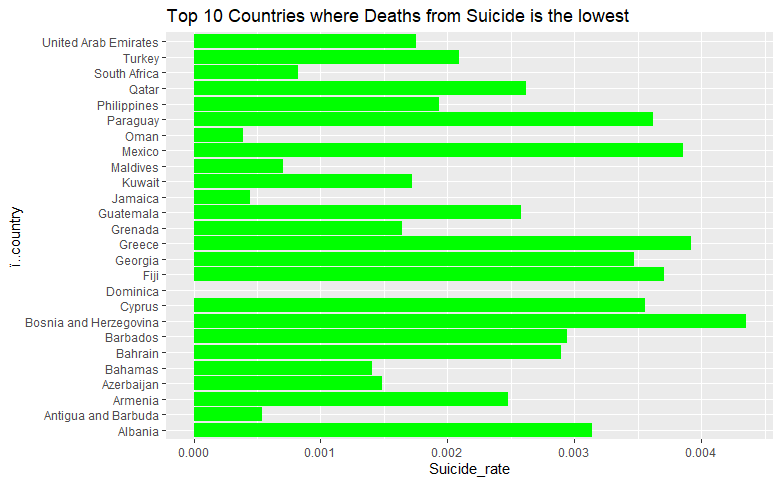 Top 10 Countries where Deaths from Suicide is the lowest
United Arab Emirates
Turkey
South Africa
Qatar
Philippines
Paraguay
Oman
Mexico
Maldives
Kuwait
Jamaica
Guatemala
Grenada
Greece
Georgia
Fiji
Dominica
Cyprus
Bosnia and Herzegovina
Barbados
Bahrain
Bahamas
Azerbaijan
Armenia
Antigua and Barbuda
Albania
ï..country
0.000 0.001 0.002 0.003 0.004
Suicide_rate